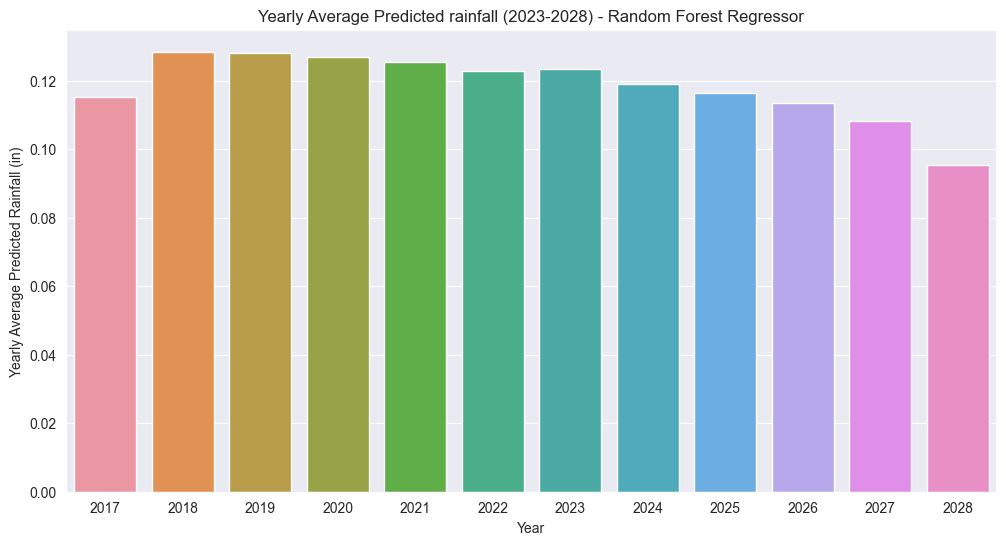 Yearly Average Predicted rainfall (2023-2028) - Random Forest Regressor
Yearly Average Predicted Rainfall (in)
0.12
0.10
0.08
0.06
0.04
0.02
0.00
2017 2018 2019 2020 2021 2022 2023 2024 2025 2026 2027 2028
Year